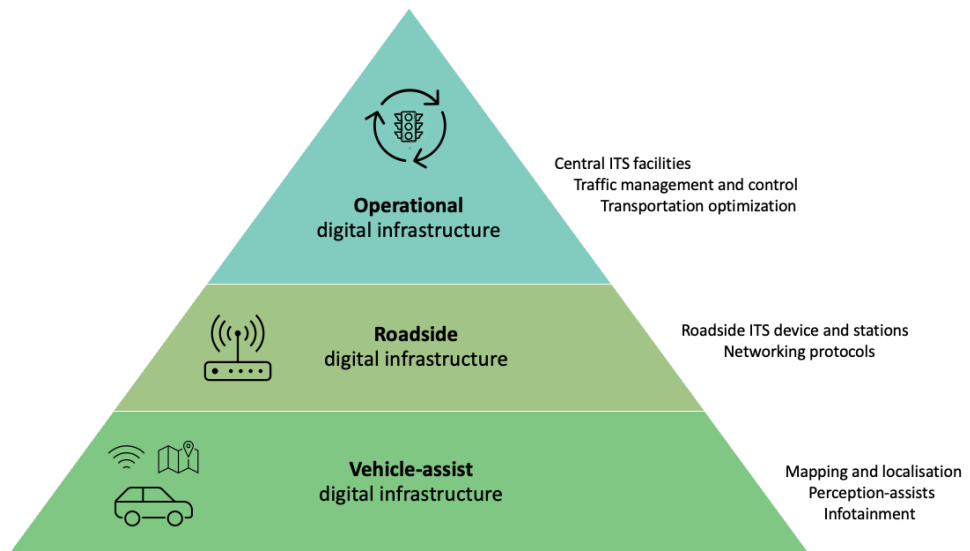 Operational
digital infrastructure
Central ITS facilities
Traffic management and control
Transportation optimization
Roadside
digital infrastructure
Roadside ITS device and stations
Networking protocols
Vehicle-assist
digital infrastructure
Mapping and localisation
Perception-assists
Infotainment